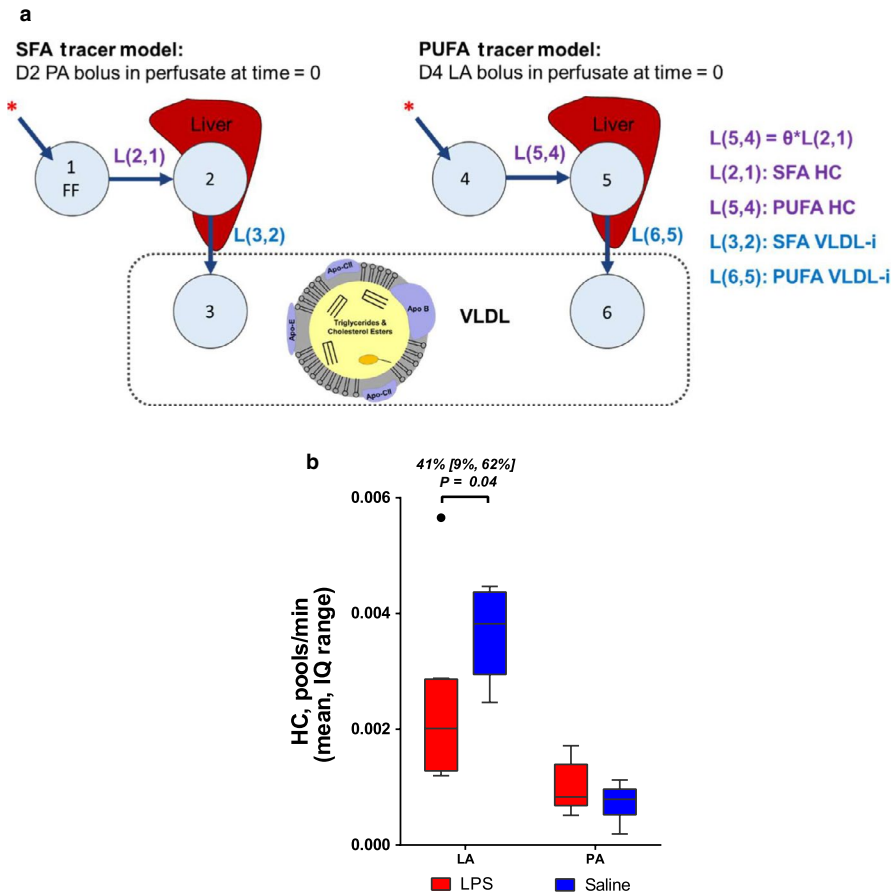 a
SFA tracer model:
D2 PA bolus in perfusate at time = 0
PUFA tracer model:
D4 LA bolus in perfusate at time = 0
*
Liver
L(2,1)
1
FF
2
L(3,2)
3
*
Liver
L(5,4)
4
5
L(6,5)
6
L(5,4) = θ*L(2,1)
L(2,1): SFA HC
L(5,4): PUFA HC
L(3,2): SFA VLDL-i
L(6,5): PUFA VLDL-i
Apo-CII
Apo B
Apo-E
Triglycerides &
Cholesterol Esters
Apo-CII
VLDL
b
41% [9%, 62%]
P = 0.04
HC, pools/min
(mean, IQ range)
0.006
0.004
0.002
0.000
LA
PA
LPS
Saline